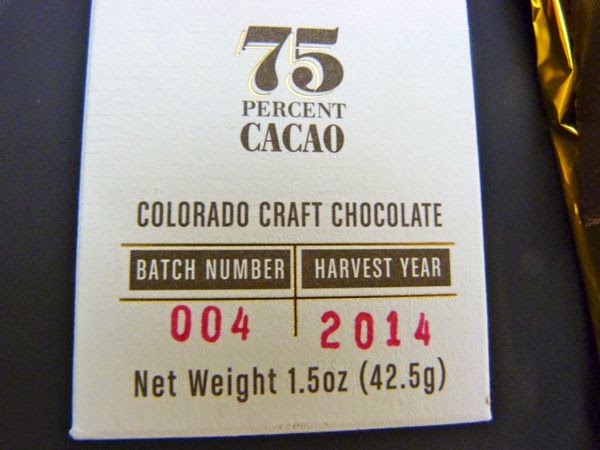 75
PERCENT
CACAO
COLORADO CRAFT CHOCOLATE
BATCH NUMBER HARVEST YEAR
004 2014
Net Weight 1.5oz (42.5g)